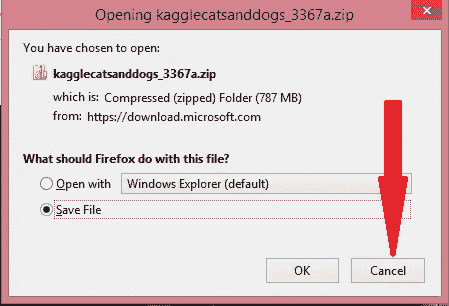 Opening kagglecatsanddogs_3367a.zip
You have chosen to open:
kagglecatsanddogs_3367a.zip
which is: Compressed (zipped) Folder (787 MB)
from: https://download.microsoft.com
What should Firefox do with this file?
Open with Windows Explorer (default)
Save File
OK Cancel